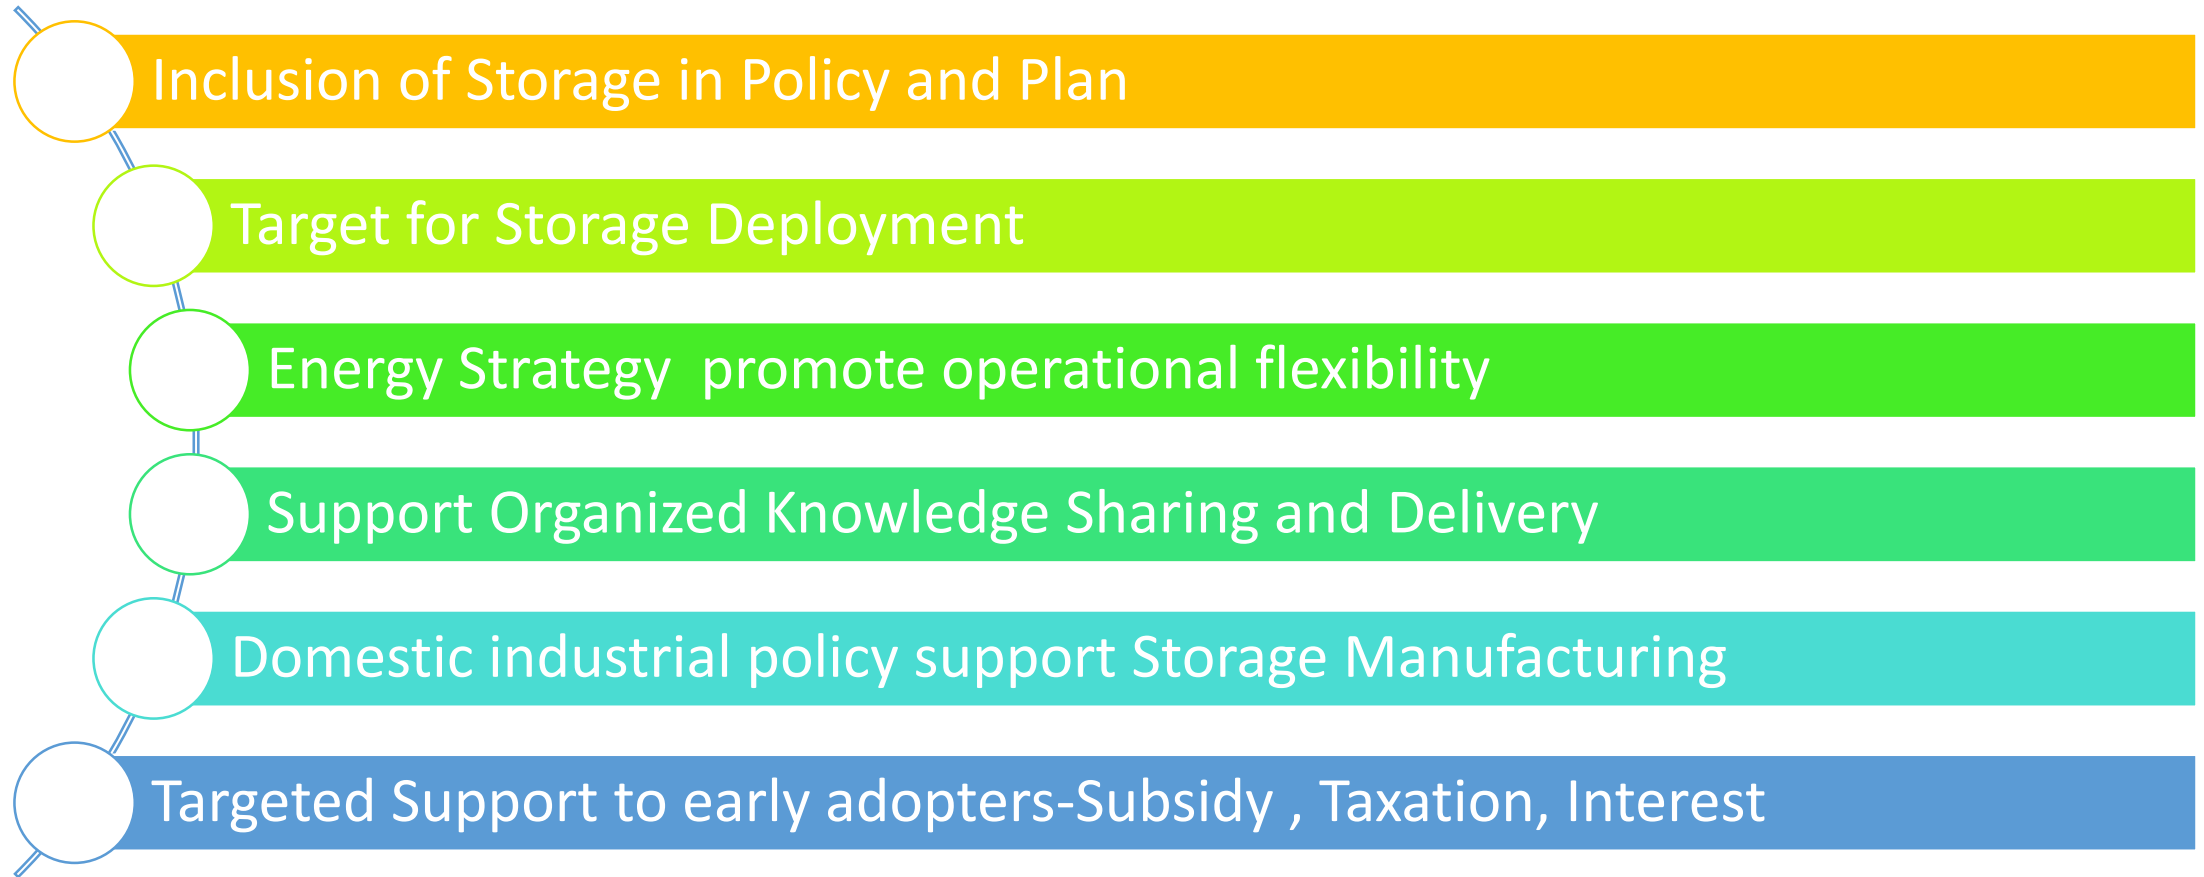 Inclusion of Storage in Policy and Plan
Target for Storage Deployment
Energy Strategy  promote operational flexibility
Support Organized Knowledge Sharing and Delivery
Domestic industrial policy support Storage Manufacturing
Targeted Support to early adopters-Subsidy , Taxation, Interest